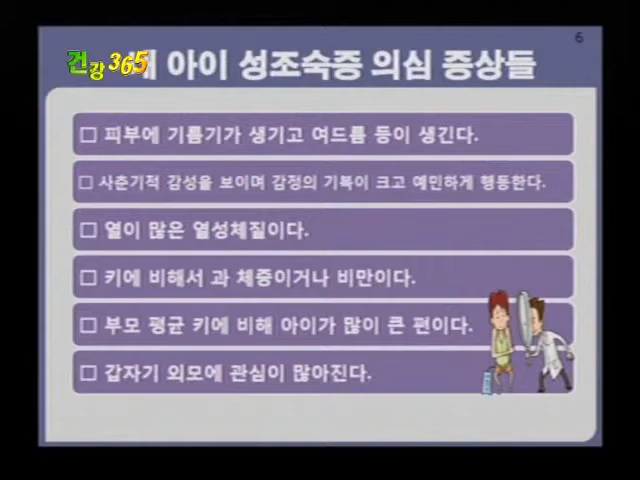 6
건강365
아이 성조숙증 의심 증상들
□ 피부에 기름기가 생기고 여드름 등이 생긴다.
□ 사춘기적 감성을 보이며 감정의 기복이 크고 예민하게 행동한다.
□ 열이 많은 열성체질이다.
□ 키에 비해서 과 체중이거나 비만이다.
□ 부모 평균 키에 비해 아이가 많이 큰 편이다.
□ 갑자기 외모에 관심이 많아진다.